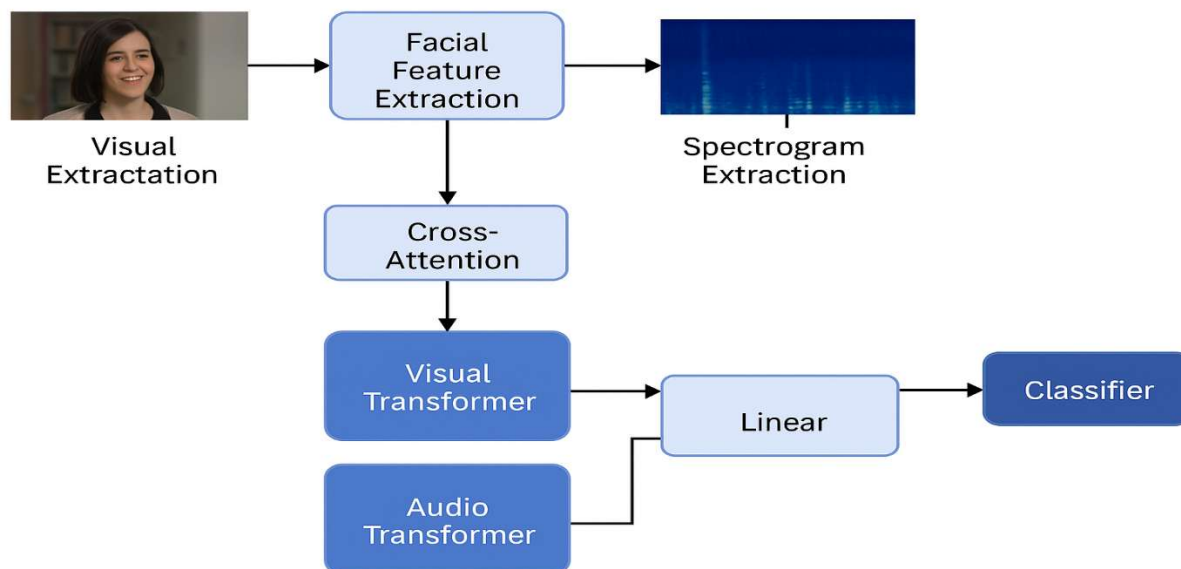 Facial
Feature
Extraction
Visual
Extractation
Spectrogram
Extraction
Cross-
Attention
Visual
Transformer
Linear
Classifier
Audio
Transformer